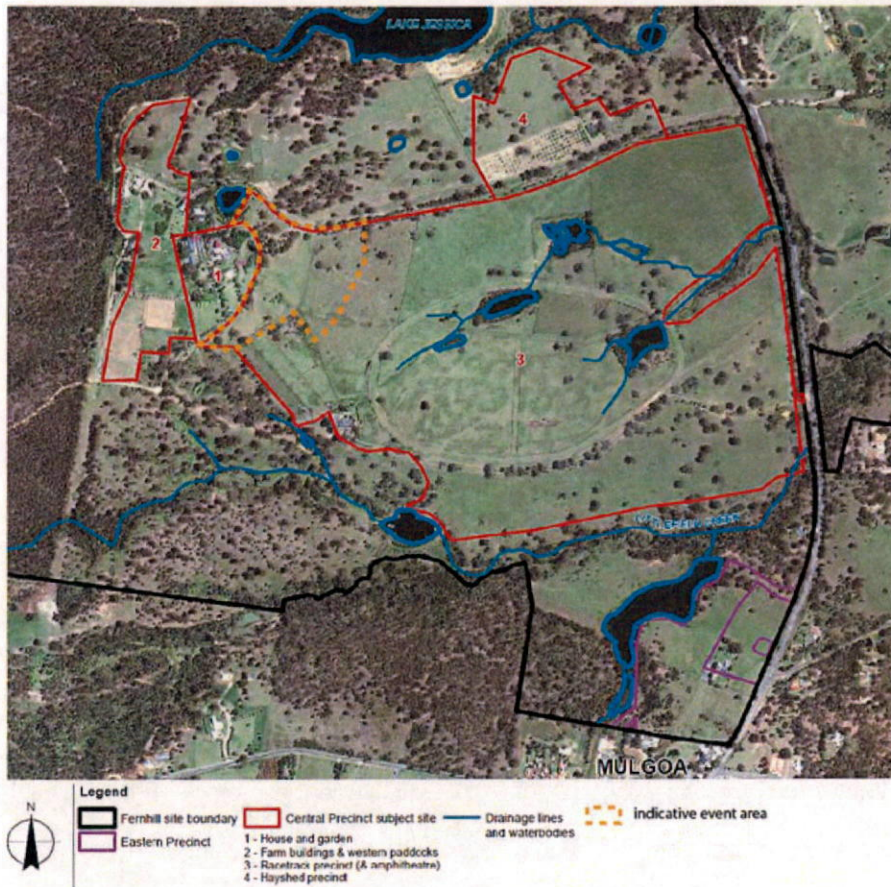 LAKE JESSICA
4
2
1
3
CREEK
MULGOA
Legend
N
Fernhill site boundary
Central Precinct subject site
Drainage lines
and waterbodies
indicative event area
Eastern Precinct
1 - House and garden
2 - Farm buildings & western paddocks
3 - Racetrack precinct (& amphitheatre)
4 - Hayshed precinct